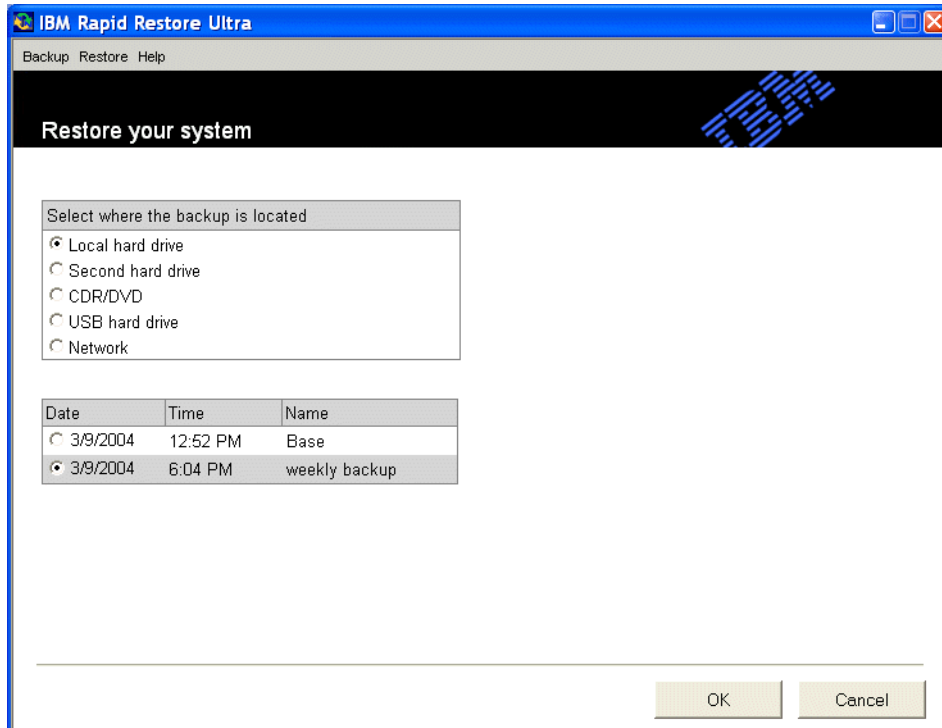 IBM Rapid Restore Ultra
Backup Restore Help
IBM
Restore your system
Select where the backup is located
Local hard drive
Second hard drive
CDR/DVD
USB hard drive
Network
Date Time Name
3/9/2004 12:52 PM Base
3/9/2004 6:04 PM weekly backup
OK Cancel